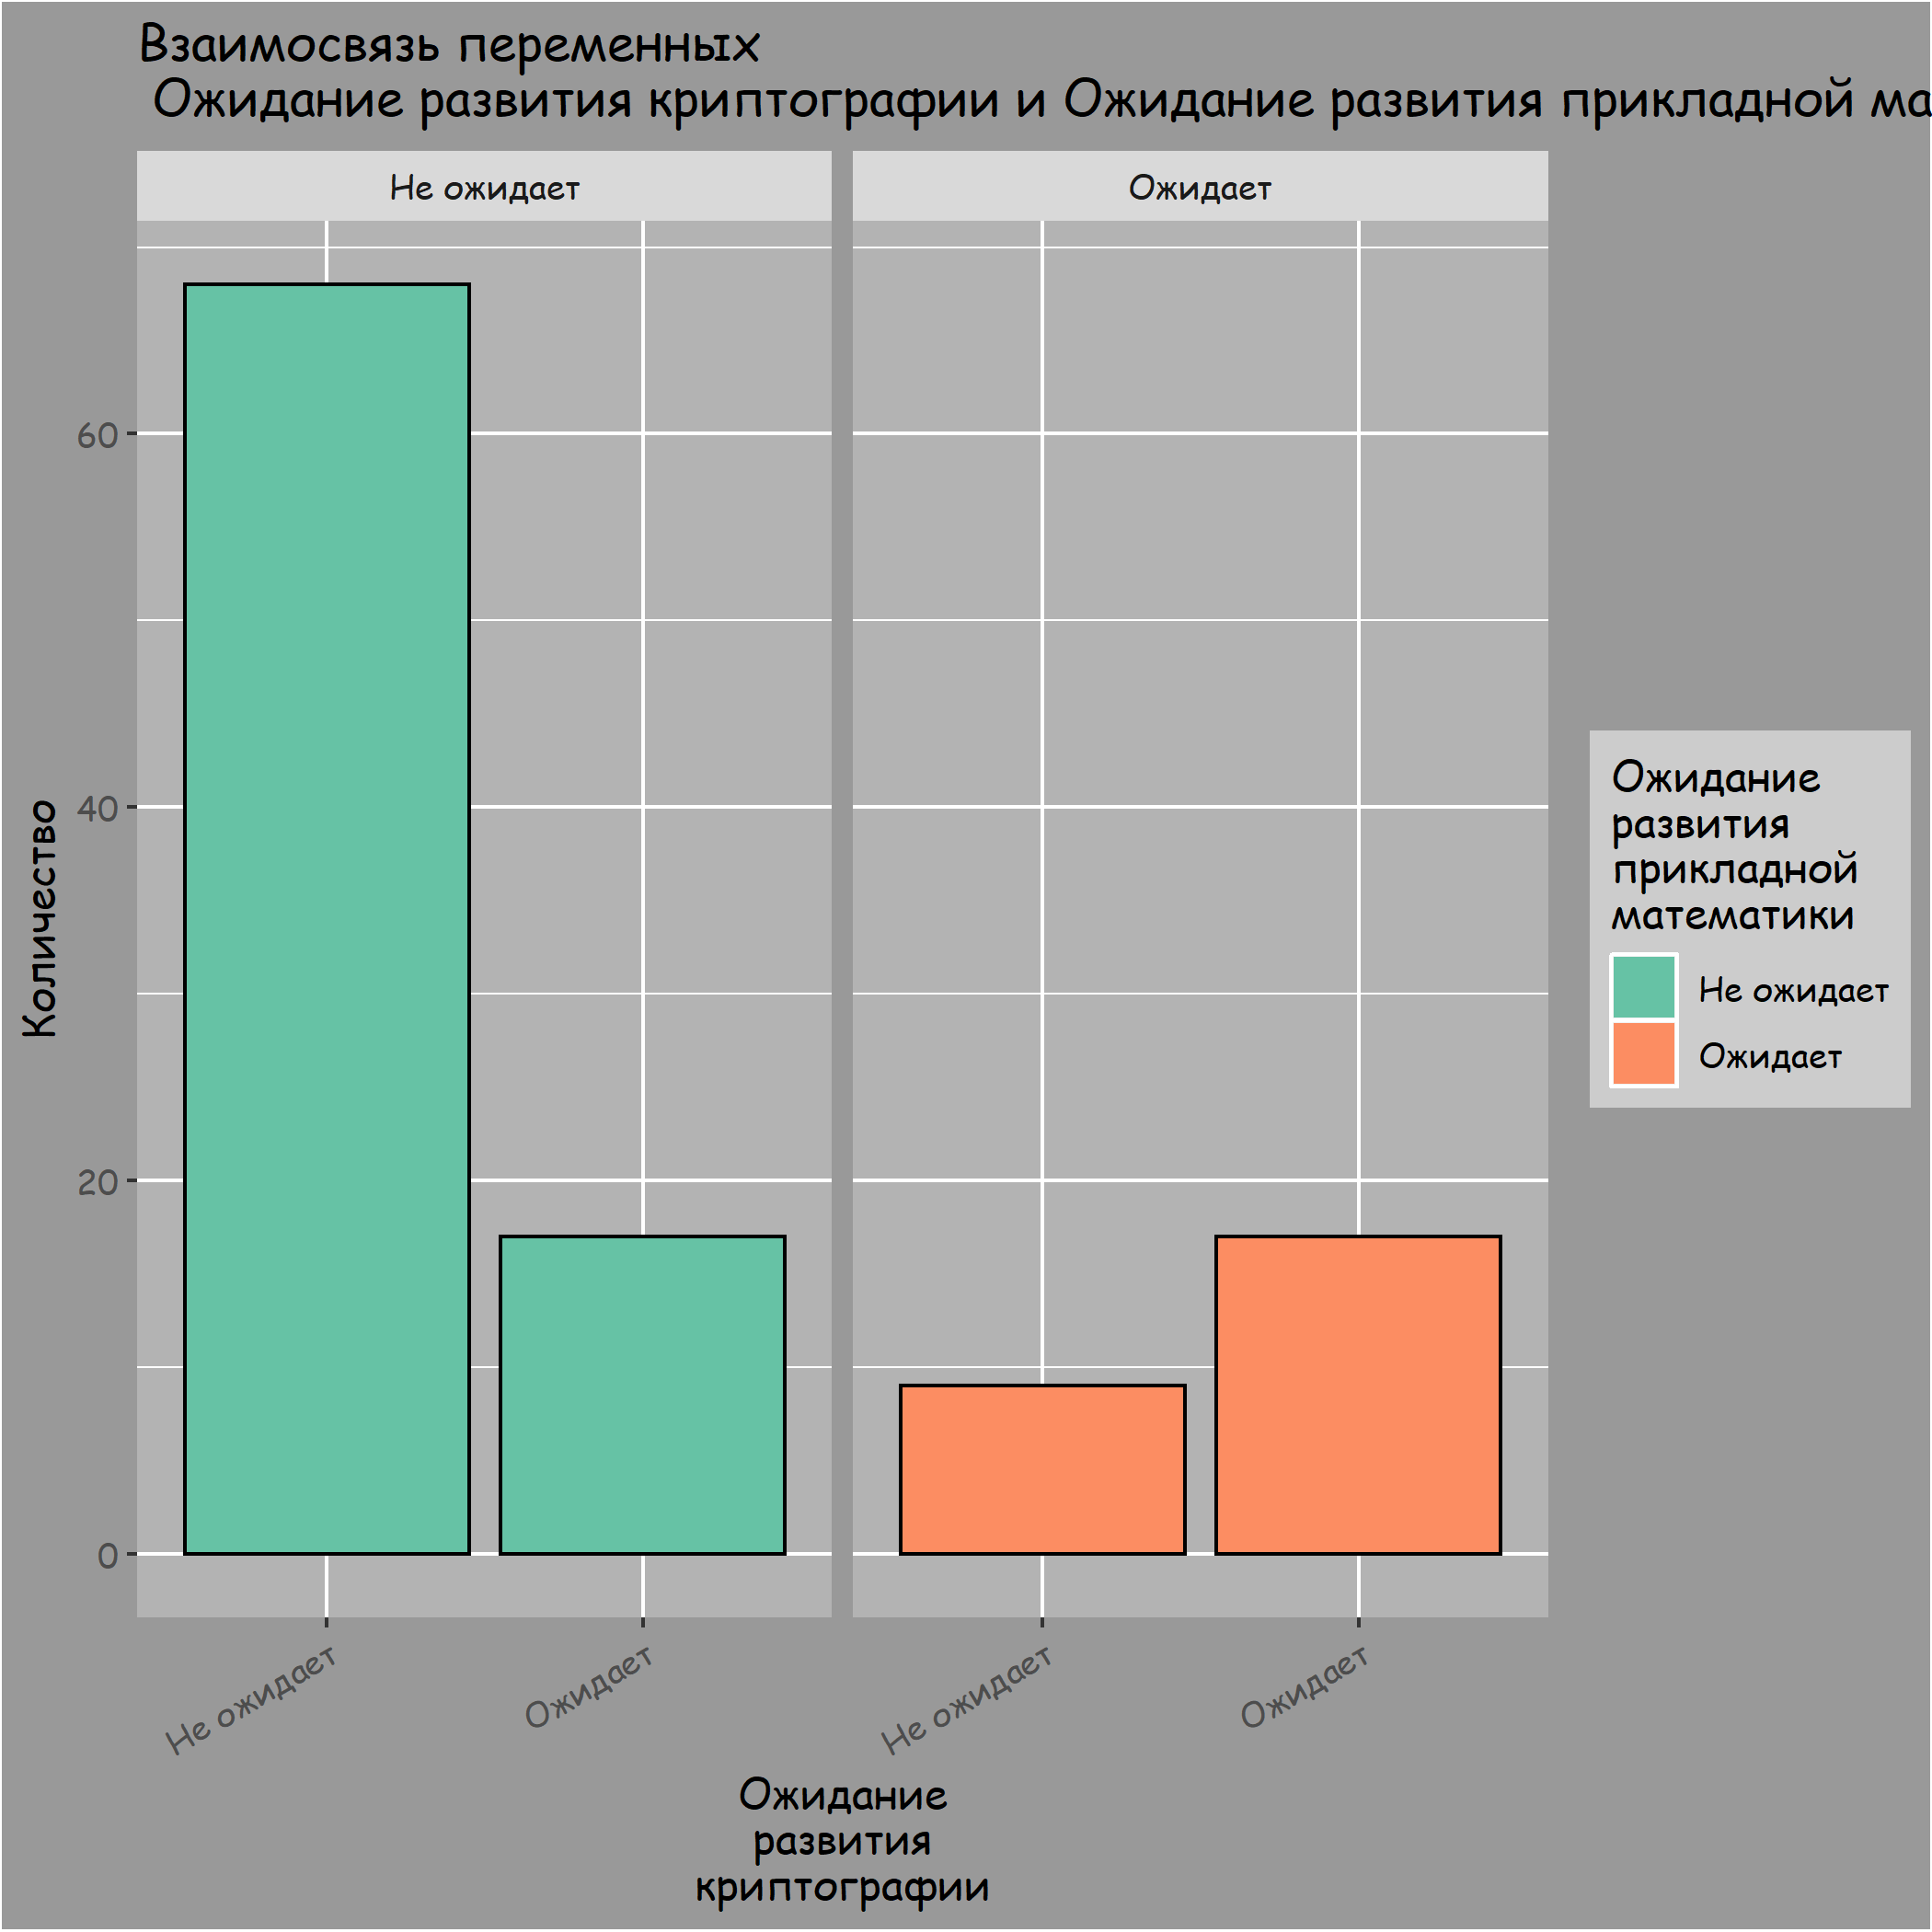 Взаимосвязь переменных
Ожидание развития криптографии и Ожидание развития прикладной
Не ожидает
Ожидает
60
40
20
0
Количество
Не ожидает
Ожидает
Не ожидает
Ожидает
Ожидание
развития
криптографии
Ожидание
развития
прикладной
математики
Не ожидает
Ожидает